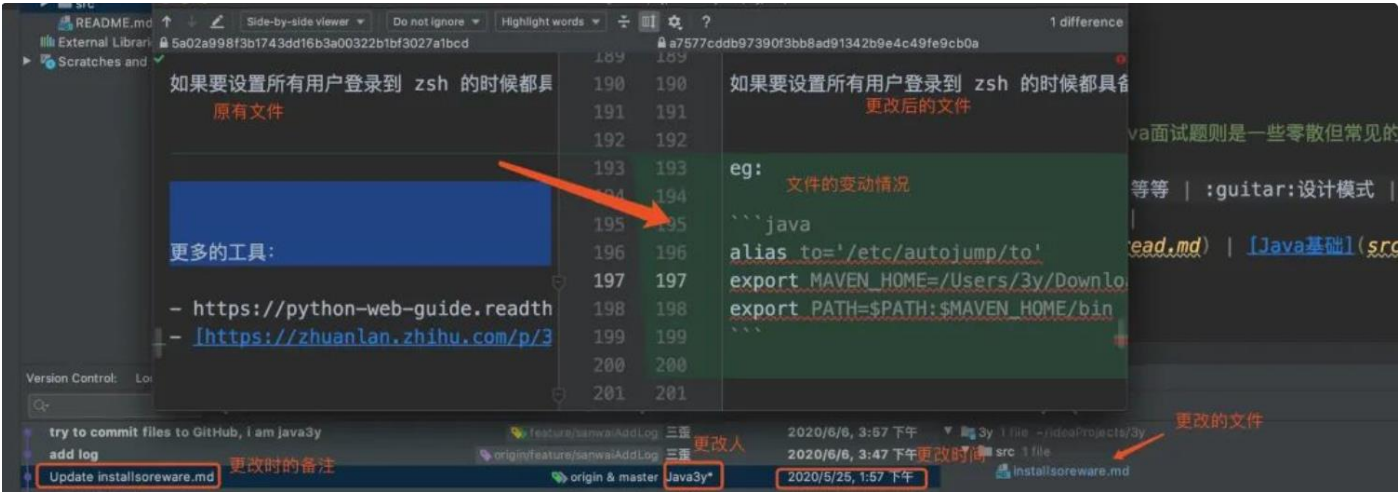 src
README.md
Side-by-side viewer
Do not ignore
Highlight words
?
1 difference
External Librari
5a02a998f3b1743dd16b3a00322b1bf3027a1bcd
a7577cddb97390f3bb8ad91342b9e4c49fe9cb0a
Scratches and
189 189
如果要设置所有用户登录到 zsh 的时候都具
190 190
如果要设置所有用户登录到 zsh 的时候都具备
原有文件
191 191
更改后的文件
192 192
va面试题则是一些零散但常见的
193 193
eg:
文件的变动情况
194 194
等等 | :guitar:设计模式 |
195 195
```java
|
更多的工具:
196 196
alias to='/etc/autojump/to'
ead.md) | [Java基础](src
197 197
export MAVEN_HOME=/Users/3y/Downlo
- https://python-web-guide.readth
198 198
export PATH=$PATH:$MAVEN_HOME/bin
- [https://zhuanlan.zhihu.com/p/3
199 199
```
200 200
201 201
Version Control:
try to commit files to GitHub, i am java3y
feature/sanwaiAddLog
三歪
更改人
2020/6/6, 3:57 下午
3y 1 file ~/IdeaProjects/3y
更改的文件
add log
origin/feature/sanwaiAddLog
三歪
2020/6/6, 3:47 下午
更改时间
src 1 file
Update installsoreware.md
更改时的备注
origin & master
Java3y*
2020/5/25, 1:57 下午
installsoreware.md